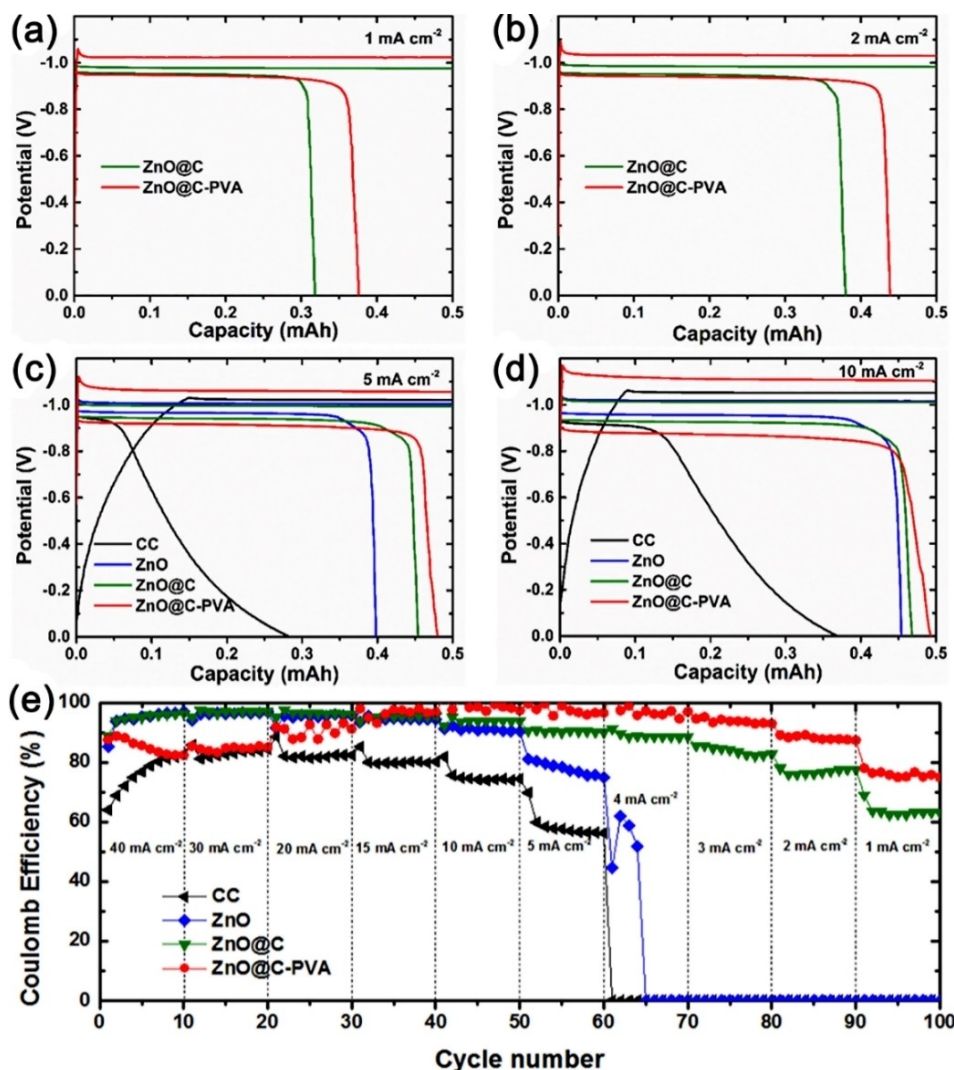 (a)
1 mA cm-2
-1.0
-0.8
-0.6
-0.4
-0.2
0.0
Potential (V)
ZnO@C
ZnO@C-PVA
0.0 0.1 0.2 0.3 0.4 0.5
Capacity (mAh)
(b)
2 mA cm-2
-1.0
-0.8
-0.6
-0.4
-0.2
0.0
Potential (V)
ZnO@C
ZnO@C-PVA
0.0 0.1 0.2 0.3 0.4 0.5
Capacity (mAh)
(c)
5 mA cm-2
-1.0
-0.8
-0.6
-0.4
-0.2
0.0
Potential (V)
CC
ZnO
ZnO@C
ZnO@C-PVA
0.0 0.1 0.2 0.3 0.4 0.5
Capacity (mAh)
(d)
10 mA cm-2
-1.0
-0.8
-0.6
-0.4
-0.2
0.0
Potential (V)
CC
ZnO
ZnO@C
ZnO@C-PVA
0.0 0.1 0.2 0.3 0.4 0.5
Capacity (mAh)
(e)
100
80
60
40
20
0
Coulomb Efficiency (%)
4 mA cm-2
40 mA cm-2 30 mA cm-2 20 mA cm-2 15 mA cm-2 10 mA cm-2 5 mA cm-2 3 mA cm-2 2 mA cm-2 1 mA cm-2
CC
ZnO
ZnO@C
ZnO@C-PVA
0 10 20 30 40 50 60 70 80 90 100
Cycle number